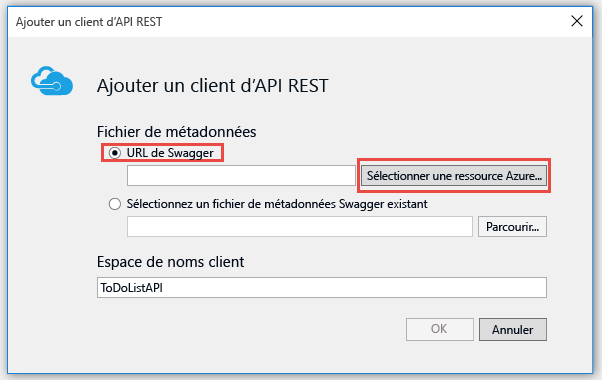 Ajouter un client d’API REST
Ajouter un client d’API REST
Fichier de métadonnées
URL de Swagger
Sélectionner une ressource Azure...
Sélectionnez un fichier de métadonnées Swagger existant
Parcourir...
Espace de noms client
ToDoListAPI
OK
Annuler